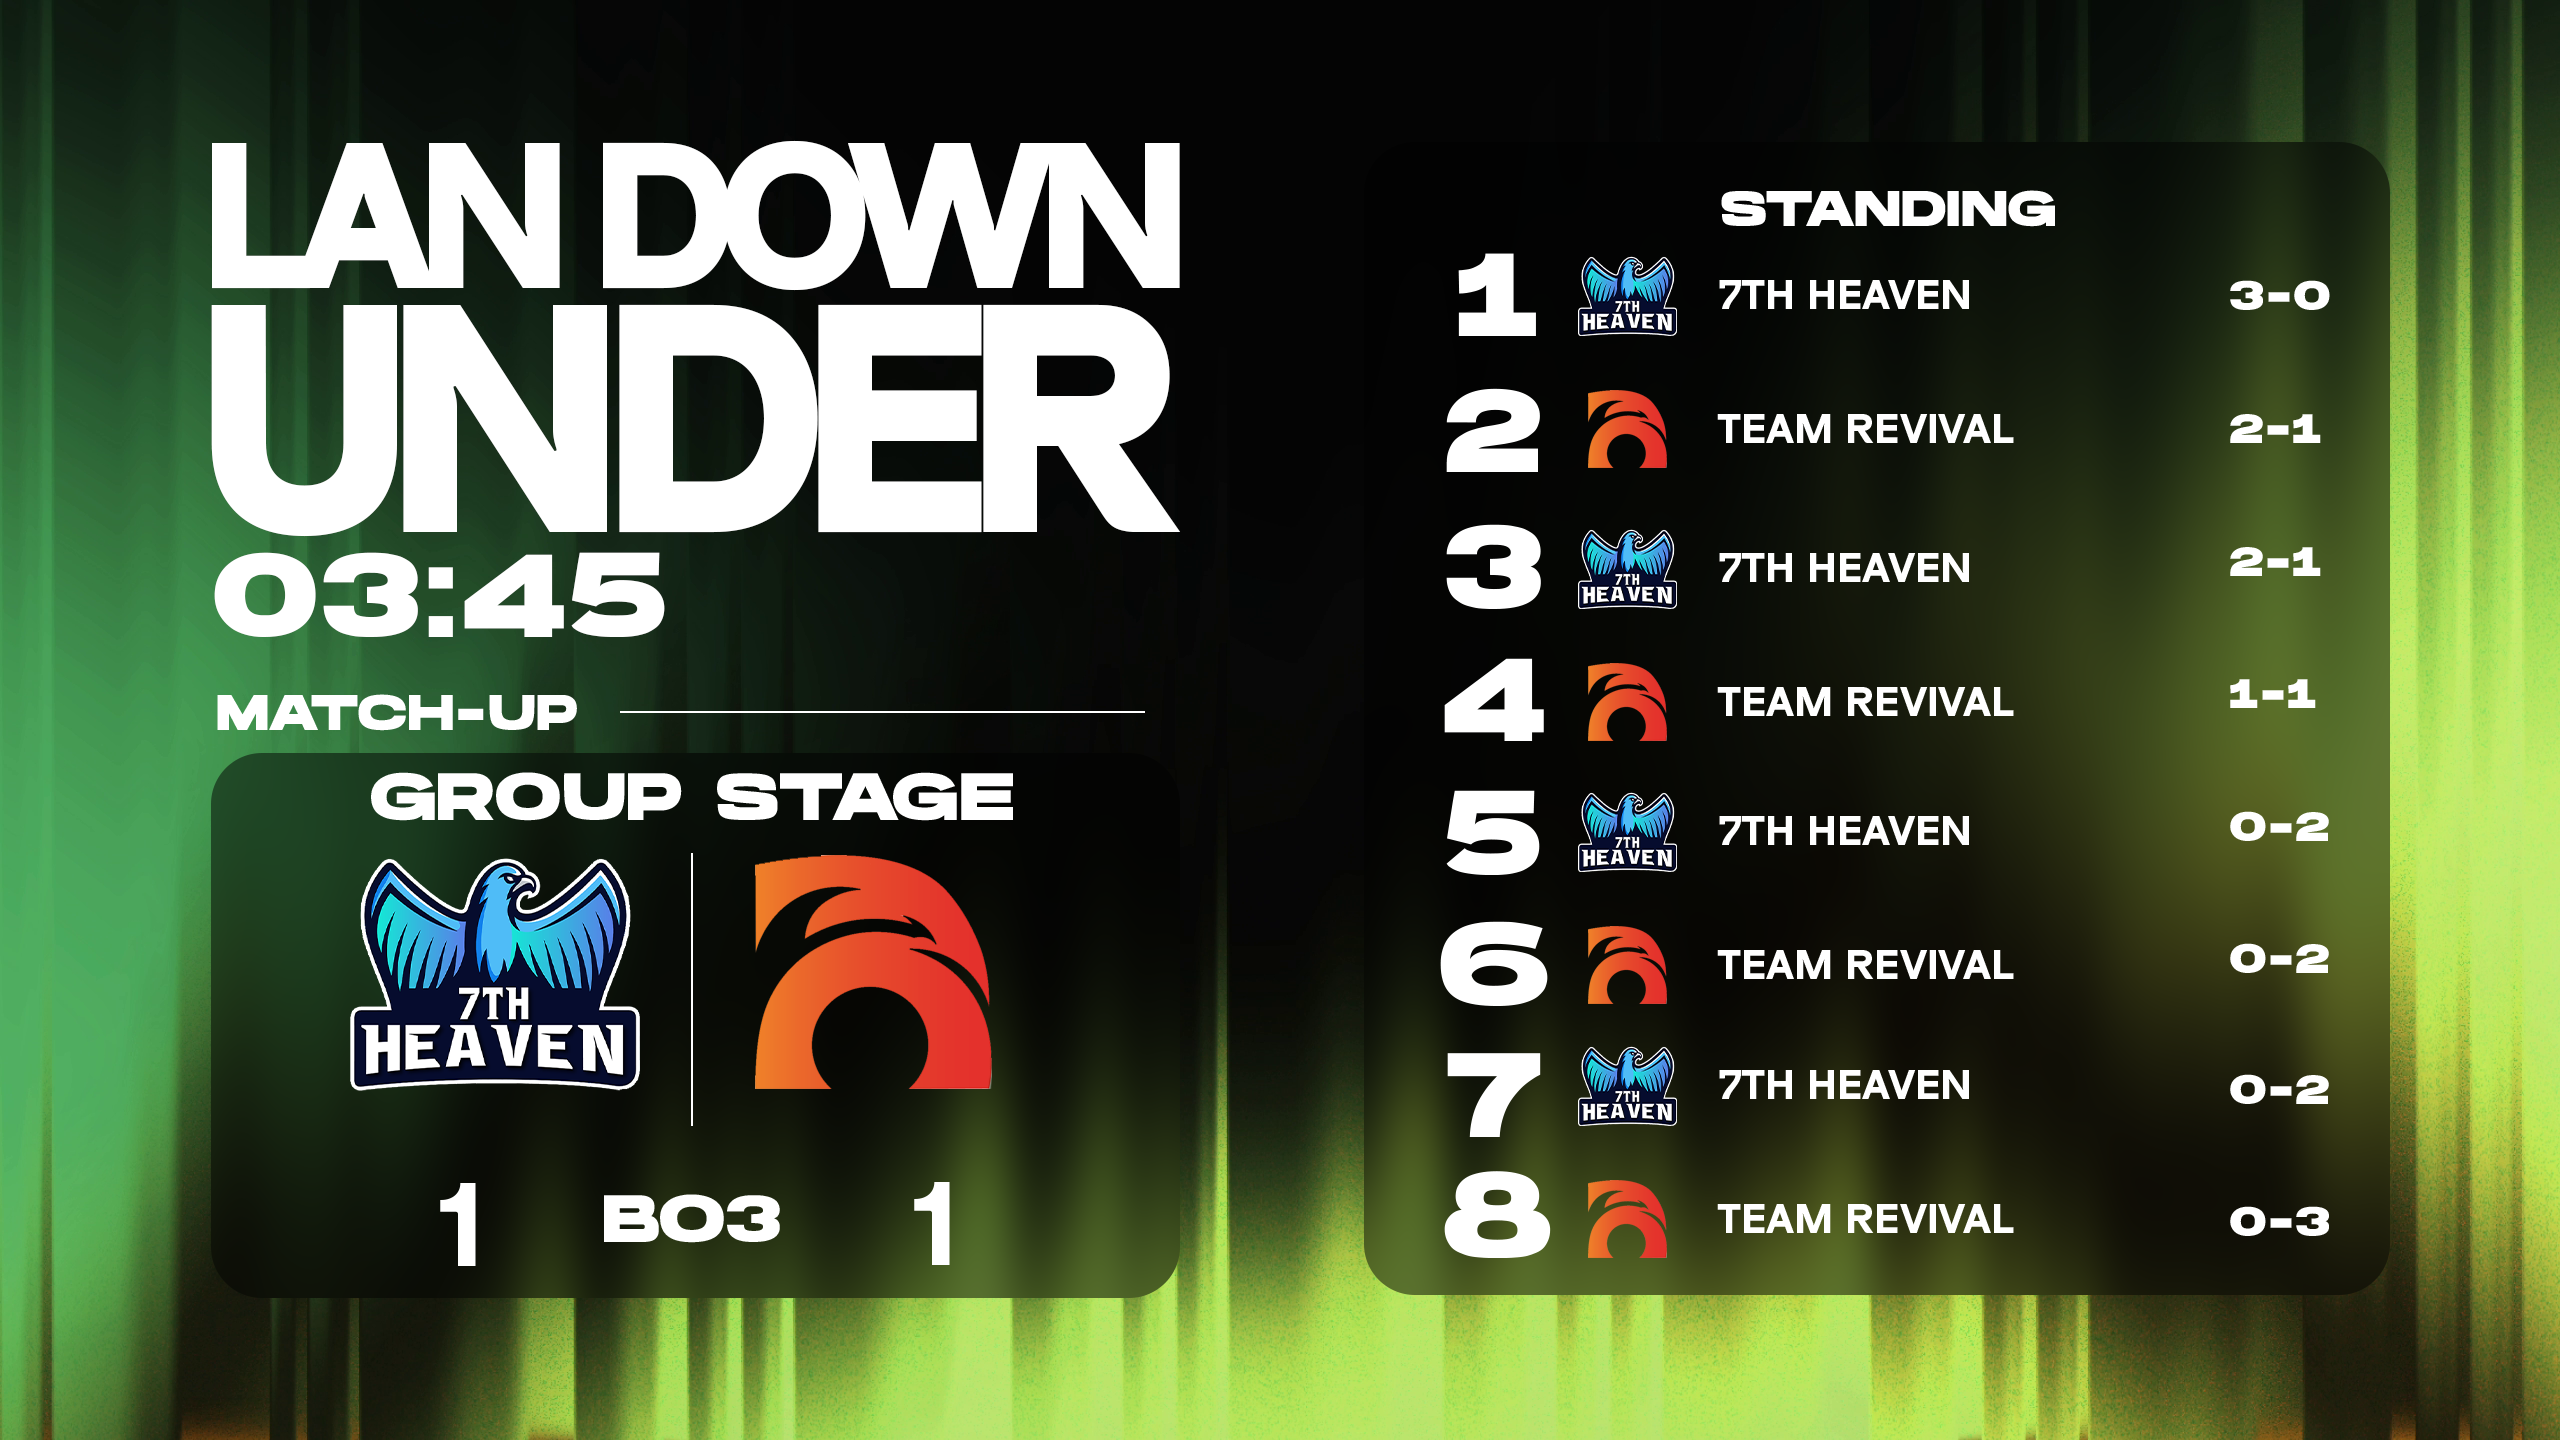 LAN DOWN
UNDER
03:45
MATCH-UP
GROUP STAGE
7TH
HEAVEN
1 BO3 1
STANDING
1 7TH HEAVEN 7TH HEAVEN 3-0
2 TEAM REVIVAL 2-1
3 7TH HEAVEN 7TH HEAVEN 2-1
4 TEAM REVIVAL 1-1
5 7TH HEAVEN 7TH HEAVEN 0-2
6 TEAM REVIVAL 0-2
7 7TH HEAVEN 7TH HEAVEN 0-2
8 TEAM REVIVAL 0-3